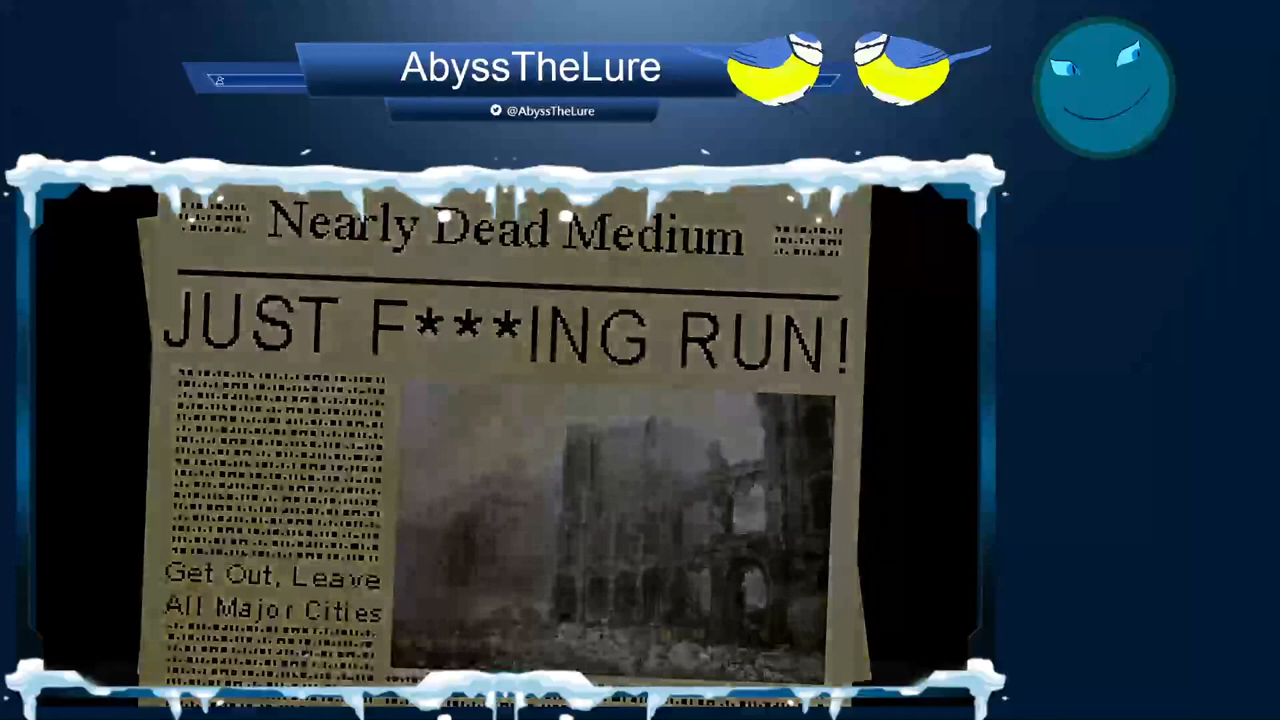 AbyssTheLure
@AbyssTheLure
Nearly Dead Medium
JUST F***ING RUN!
Get Out, Leave
All Major Cities